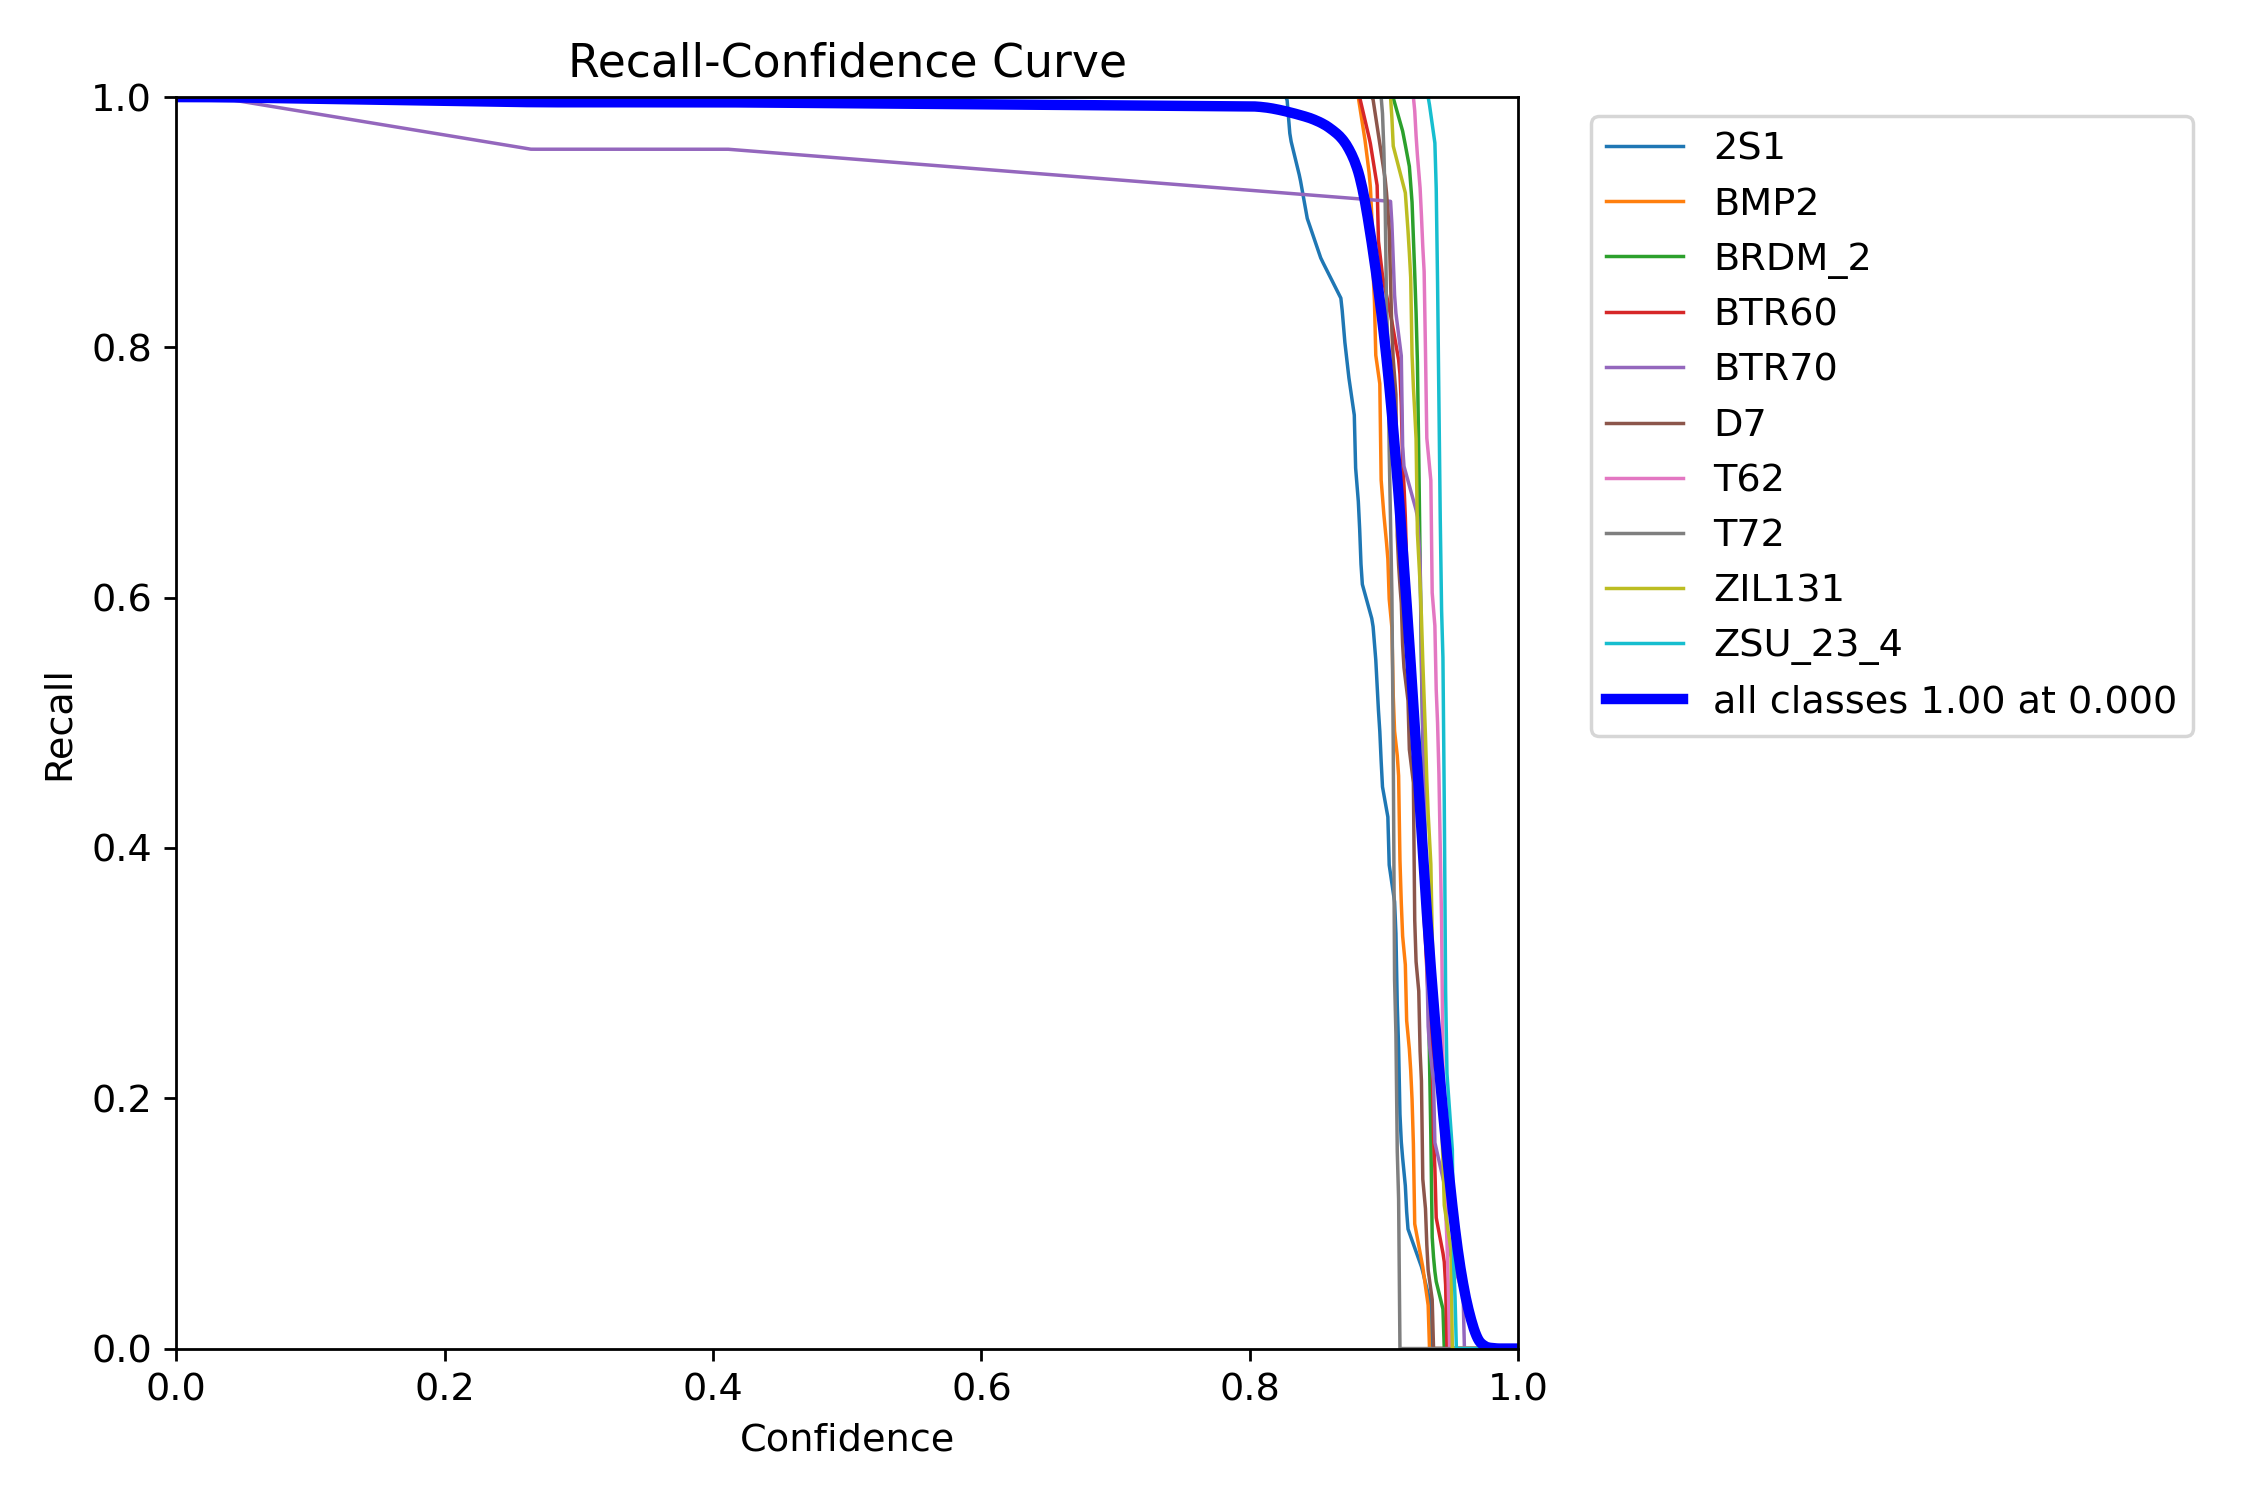 Recall-Confidence Curve
1.0
0.8
0.6
0.4
0.2
0.0
Recall
0.0 0.2 0.4 0.6 0.8 1.0
Confidence
2S1
BMP2
BRDM_2
BTR60
BTR70
D7
T62
T72
ZIL131
ZSU_23_4
all classes 1.00 at 0.000